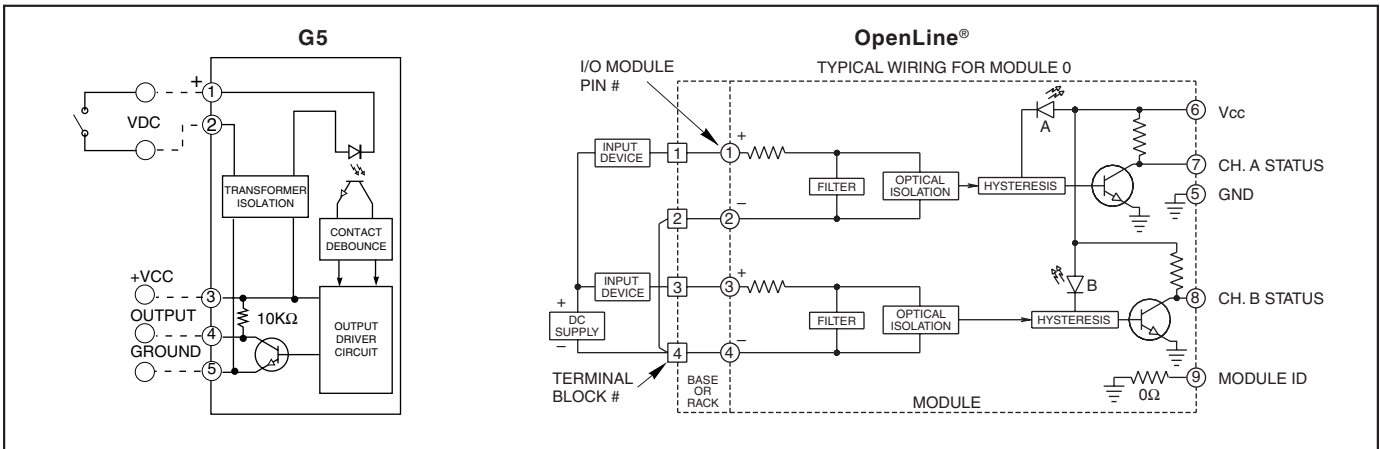 G5
+
1
VDC
2
TRANSFORMER
ISOLATION
CONTACT
DEBOUNCE
+VCC
3
OUTPUT
10KΩ
4
GROUND
5
OUTPUT
DRIVER
CIRCUIT
OpenLine®
I/O MODULE
PIN #
TYPICAL WIRING FOR MODULE 0
A
6
Vcc
INPUT
DEVICE
1
+
1
FILTER
OPTICAL
ISOLATION
HYSTERESIS
7
CH. A STATUS
5
GND
2
–
2
INPUT
DEVICE
3
+
3
FILTER
OPTICAL
ISOLATION
B
HYSTERESIS
8
CH. B STATUS
+
DC
SUPPLY
–
4
–
4
TERMINAL
BLOCK #
BASE
OR
RACK
MODULE
0Ω
9
MODULE ID